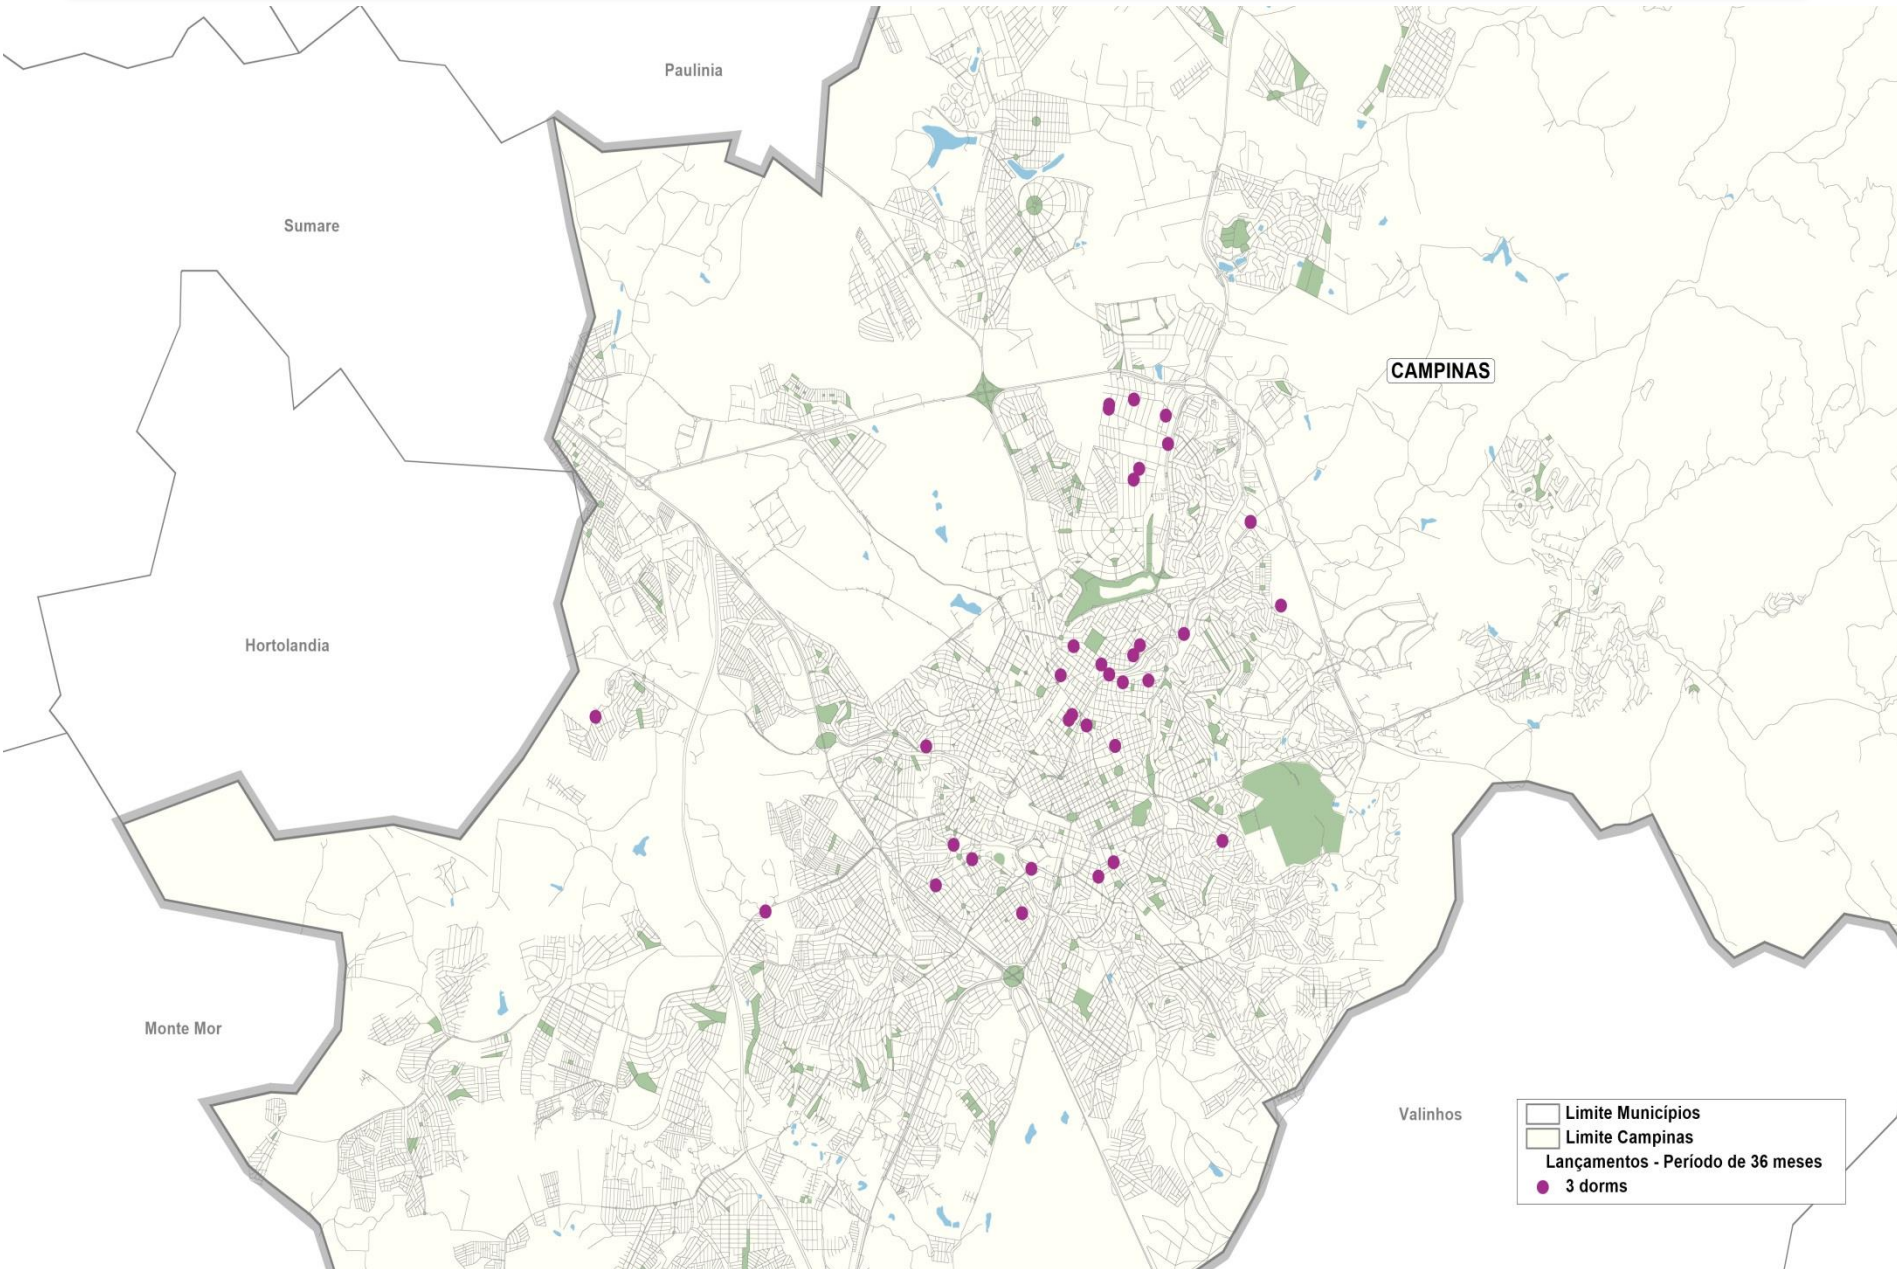 Paulinia
Sumare
CAMPINAS
Hortolandia
Monte Mor
Valinhos
Limite Municípios
Limite Campinas
Lançamentos - Período de 36 meses
3 dorms